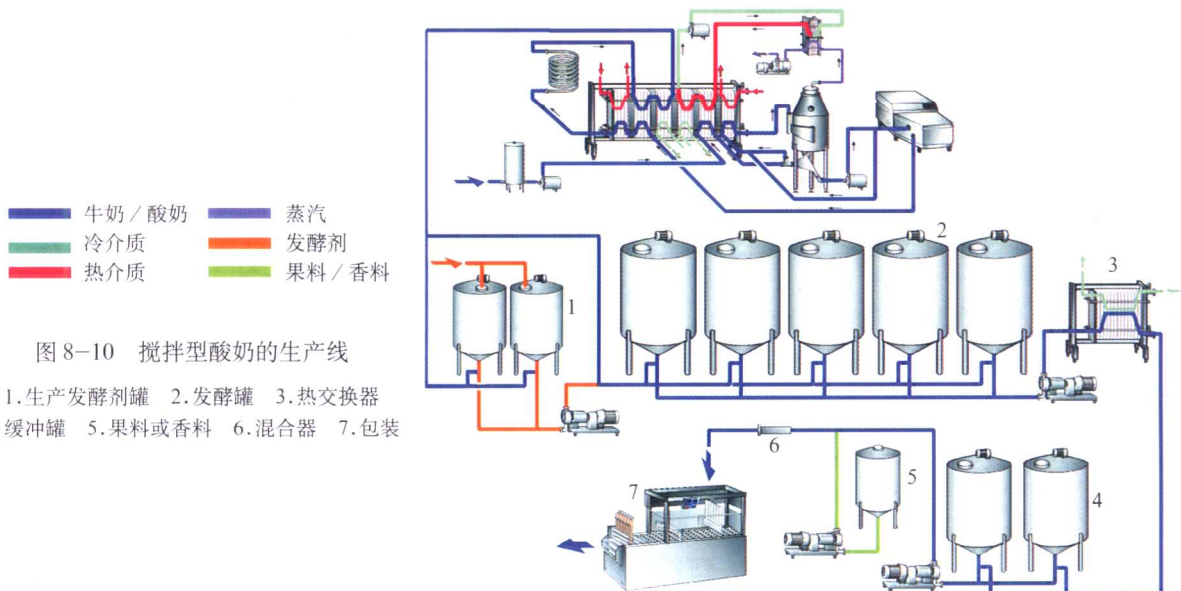 牛奶／酸奶 蒸汽
冷介质 发酵剂
热介质 果料／香料
图 8-10 搅拌型酸奶的生产线
1.生产发酵剂罐 2.发酵罐 3.热交换器
缓冲罐 5.果料或香料 6.混合器 7.包装
1
2
3
4
5
6
7